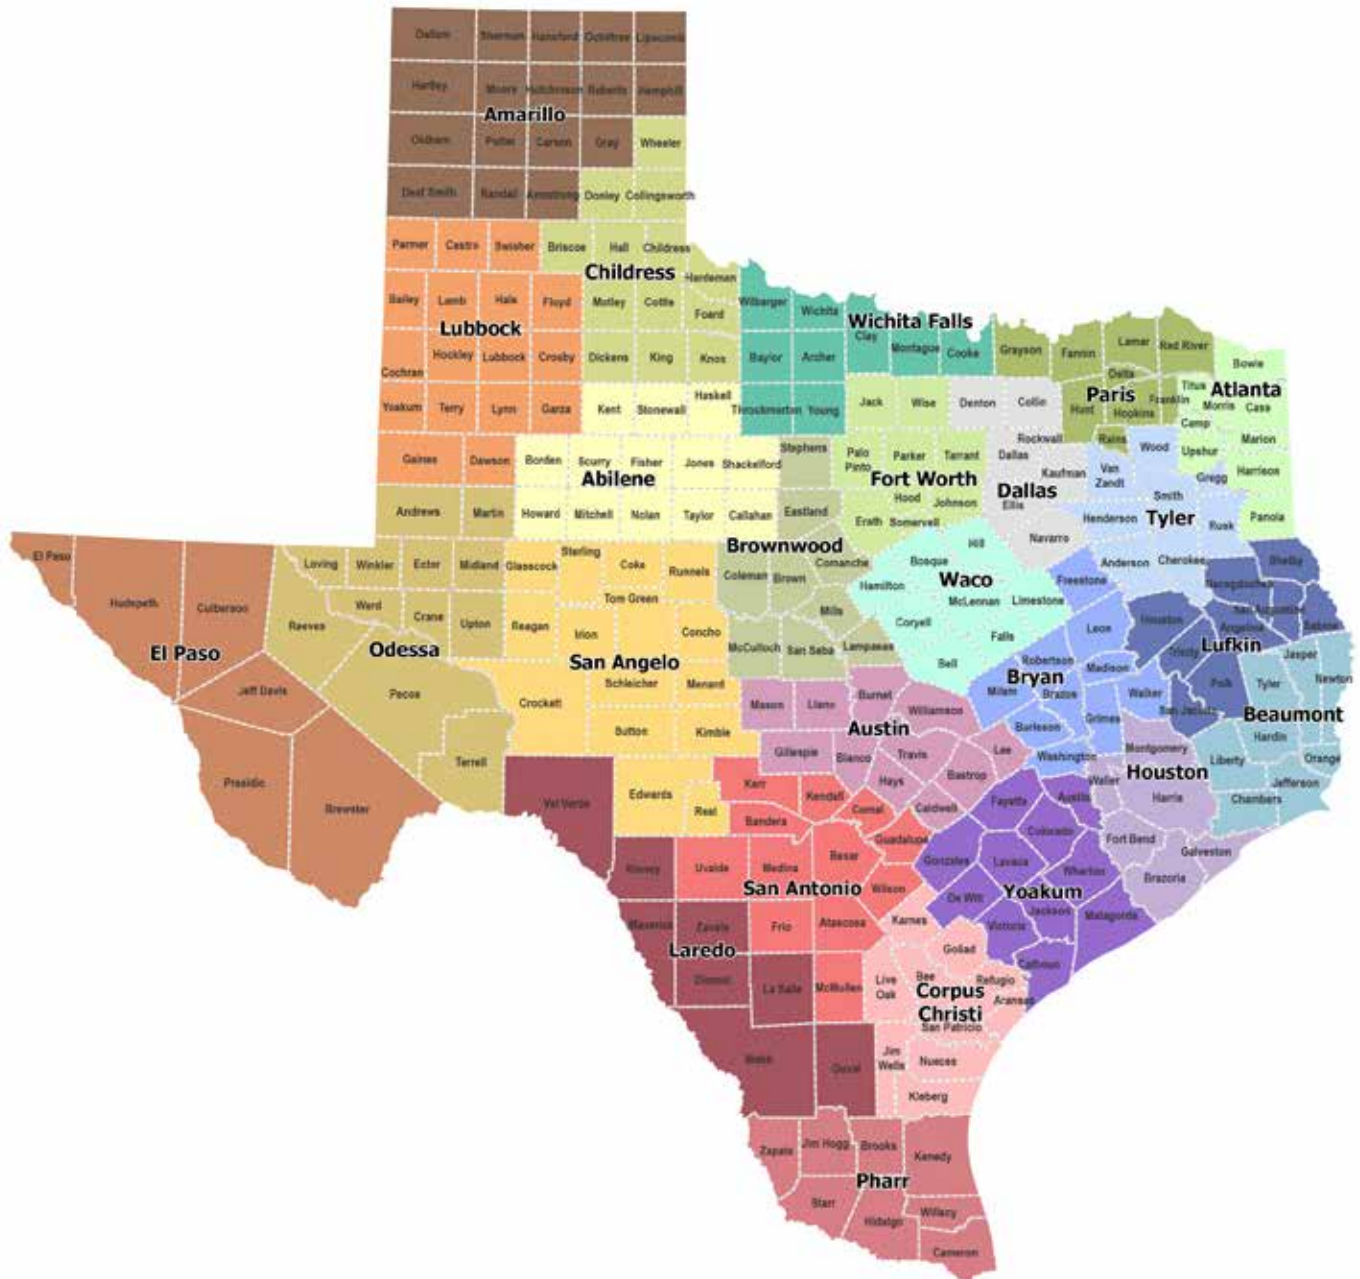 Dallam Sherman Hansford Ochiltree Lipscomb
Hartley Moore Hutchinson Roberts Hemphill
Amarillo
Oldham Potter Carson Gray Wheeler
Deaf Smith Randall Armstrong Donley Collingsworth
Parmer Castro Swisher Briscoe Hall Childress
Childress
Hardeman
Bailey Lamb Hale Floyd Motley Cottle Foard Wilbarger Wichita
Lubbock
Wichita Falls
Clay Montague Cooke Grayson Fannin Lamar Red River
Cochran Hockley Lubbock Crosby Dickens King Knox Baylor Archer
Delta Bowie
Paris
Atlanta
Titus Franklin Morris Cass
Hunt Hopkins Camp
Yoakum Terry Lynn Garza Kent Stonewall Haskell Throckmorton Young Jack Wise Denton Collin
Rockwall Rains Wood Upshur Marion
Gaines Dawson Borden Scurry Fisher Jones Shackelford Stephens Palo Pinto Parker Tarrant Dallas Kaufman Van Zandt Gregg Harrison
Abilene
Fort Worth
Dallas
Hood Johnson Ellis Smith
Tyler
Andrews Martin Howard Mitchell Nolan Taylor Callahan Eastland Erath Somervell Navarro Henderson Rusk Panola
Brownwood
El Paso Loving Winkler Ector Midland Glasscock Sterling Coke Runnels Coleman Brown Comanche Bosque Hill Anderson Cherokee Shelby
Waco
Hamilton McLennan Limestone Freestone Nacogdoches
Hudspeth Culberson Ward Crane Upton Reagan Irion Tom Green Concho Mills Coryell Falls Leon Houston Angelina San Augustine Sabine
Reeves
El Paso
Odessa
San Angelo
McCulloch San Saba Lampasas Bell Robertson Madison Trinity
Lufkin
Jasper
Bryan
Jeff Davis Pecos Crockett Schleicher Menard Mason Llano Burnet Williamson Milam Brazos Walker San Jacinto Polk Tyler Newton
Austin
Beaumont
Sutton Kimble Gillespie Blanco Travis Lee Burleson Grimes Hardin
Terrell Hays Bastrop Washington Montgomery Liberty Orange
Houston
Presidio Brewster Val Verde Edwards Real Kerr Kendall Comal Caldwell Fayette Austin Waller Harris Chambers Jefferson
Bandera Guadalupe Colorado Fort Bend Galveston
Kinney Uvalde Medina Bexar Gonzales Lavaca Wharton Brazoria
San Antonio
Yoakum
Wilson De Witt Jackson Matagorda
Maverick Zavala Frio Atascosa Karnes Victoria
Laredo
Goliad Calhoun
Dimmit La Salle McMullen Live Oak Bee Refugio
Corpus
Christi
Aransas
San Patricio
Webb Duval Jim Wells Nueces
Kleberg
Zapata Jim Hogg Brooks Kenedy
Pharr
Starr Hidalgo Willacy
Cameron